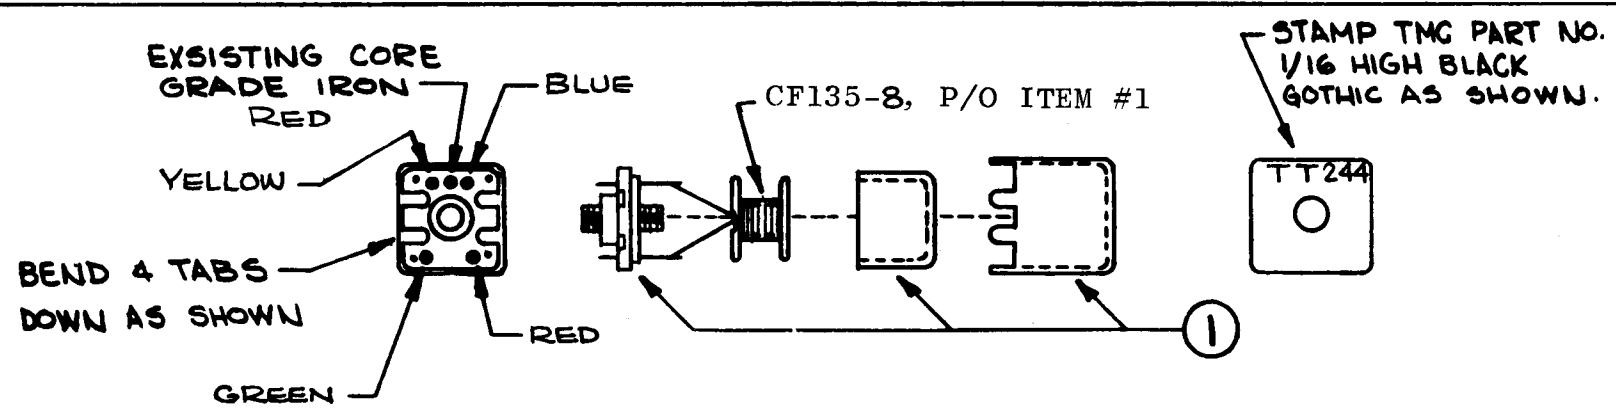 EXSISTING CORE
GRADE IRON
RED
BLUE
YELLOW
BEND 4 TABS
DOWN AS SHOWN
GREEN
RED
CF135-8, P/O ITEM #1
1
STAMP TMC PART NO.
1/16 HIGH BLACK
GOTHIC AS SHOWN.
TT244